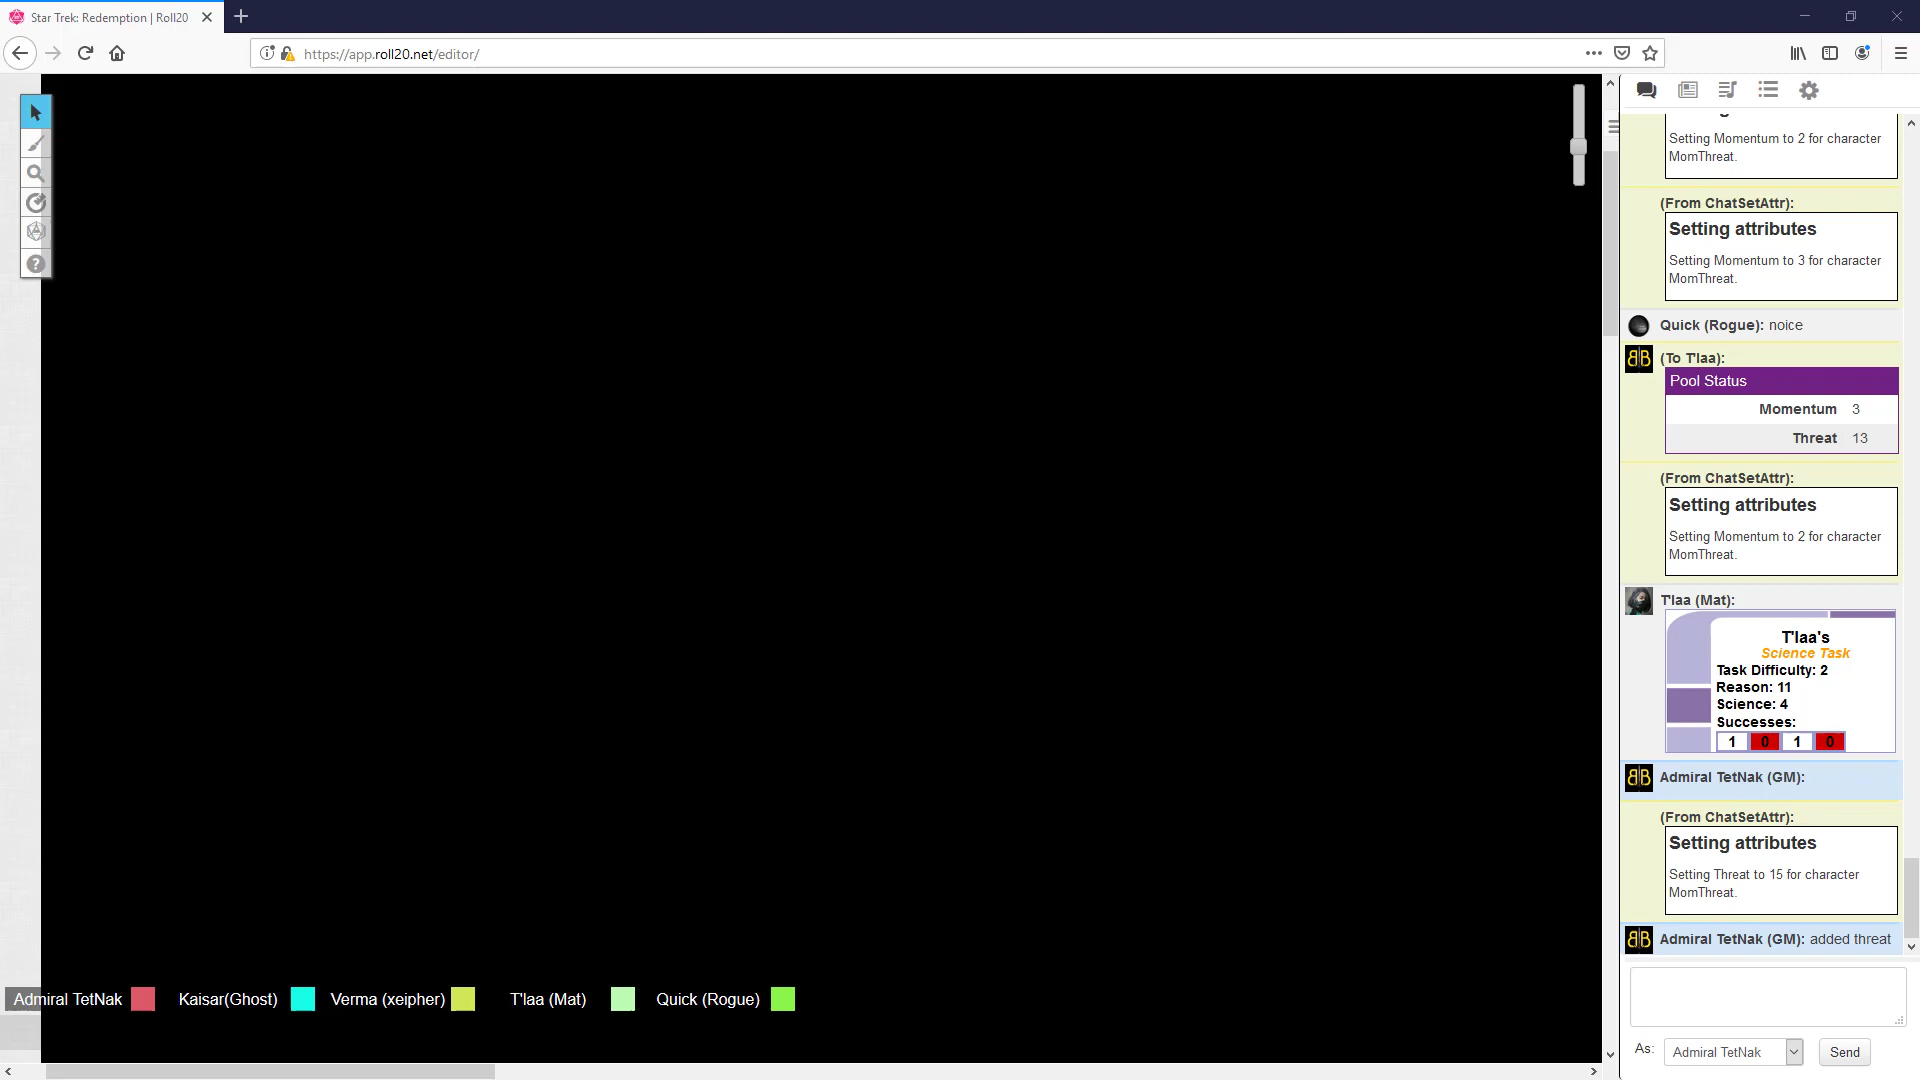 Star Trek: Redemption | Roll20
https://app.roll20.net/editor/
Setting Momentum to 2 for character
MomThreat.
(From ChatSetAttr):
Setting attributes
Setting Momentum to 3 for character
MomThreat.
Quick (Rogue): noice
(To T'laa):
Pool Status
Momentum 3
Threat 13
(From ChatSetAttr):
Setting attributes
Setting Momentum to 2 for character
MomThreat.
T'laa (Mat):
T'laa's
Science Task
Task Difficulty: 2
Reason: 11
Science: 4
Successes:
1 0 1 0
Admiral TetNak (GM):
(From ChatSetAttr):
Setting attributes
Setting Threat to 15 for character
MomThreat.
Admiral TetNak (GM): added threat
Admiral TetNak
Kaisar(Ghost)
Verma (xeipher)
T'laa (Mat)
Quick (Rogue)
As: Admiral TetNak Send